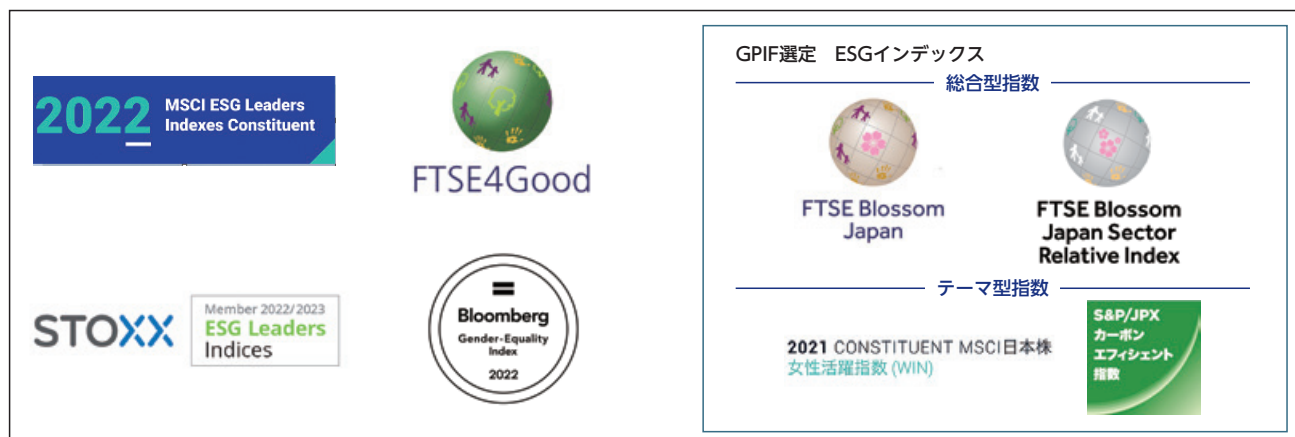 2022
MSCI ESG Leaders
Indexes Constituent
FTSE4Good
STOXX
Member 2022/2023
ESG Leaders
Indices
Bloomberg
Gender-Equality
Index
2022
GPIF選定 ESGインデックス
総合型指数
FTSE Blossom
Japan
FTSE Blossom
Japan Sector
Relative Index
テーマ型指数
2021 CONSTITUENT MSCI日本株
女性活躍指数 (WIN)
S&P/JPX
カーボン
エフィシェント
指数